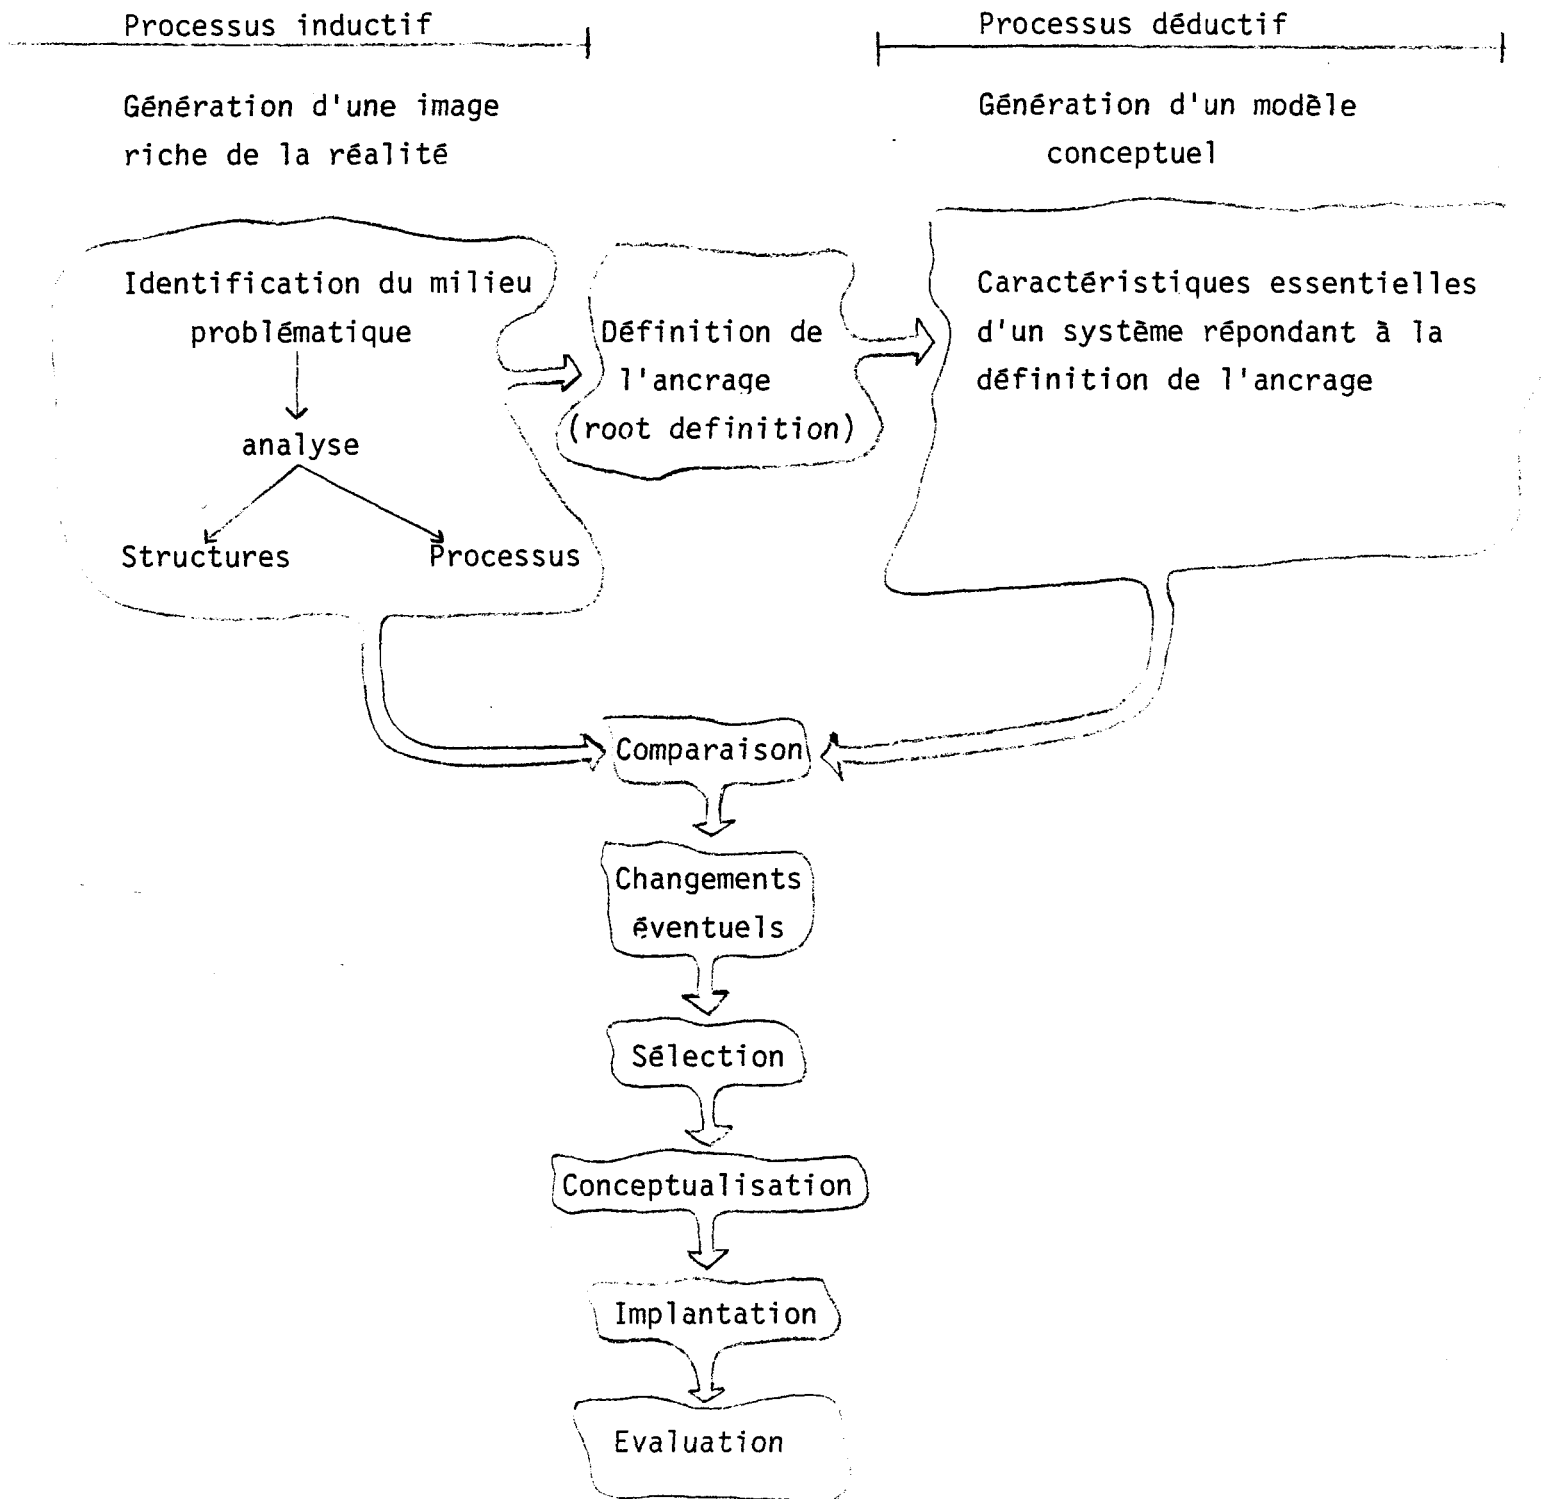 Processus inductif
Processus déductif
Génération d'une image
riche de la réalité
Génération d'un modèle
conceptuel
Identification du milieu
problématique
analyse
Structures
Processus
Définition de
l'ancrage
(root definition)
Caractéristiques essentielles
d'un système répondant à la
définition de l'ancrage
Comparaison
Changements
éventuels
Sélection
Conceptualisation
Implantation
Evaluation